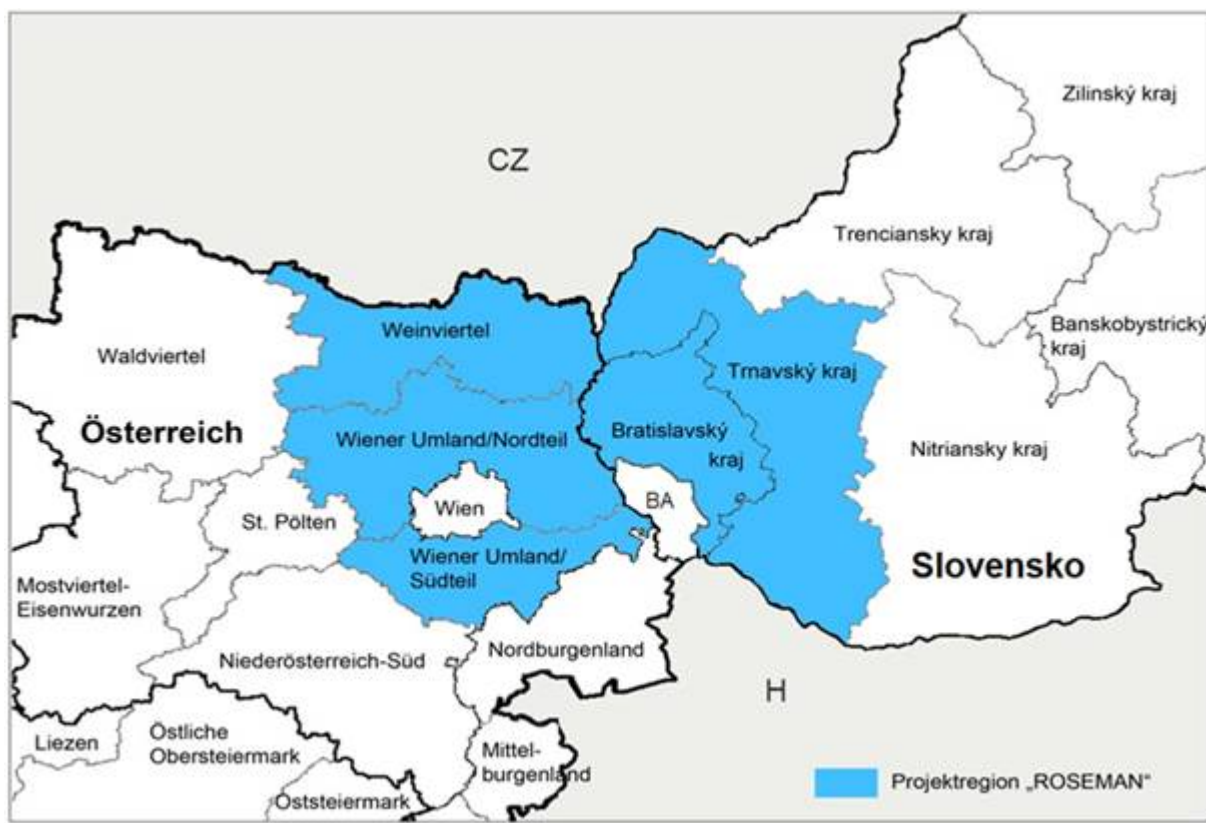 Zilinský kraj
CZ
Trenciansky kraj
Weinviertel
Banskobystrický
kraj
Waldviertel
Trnavský kraj
Österreich
Wiener Umland/Nordteil
Bratislavský
kraj
Nitriansky kraj
Wien
BA
St. Pölten
Wiener Umland/
Südteil
Slovensko
Mostviertel-
Eisenwurzen
Niederösterreich-Süd
Nordburgenland
H
Liezen
Östliche
Obersteiermark
Mittel-
burgenland
Oststeiermark
Projektregion „ROSEMAN“